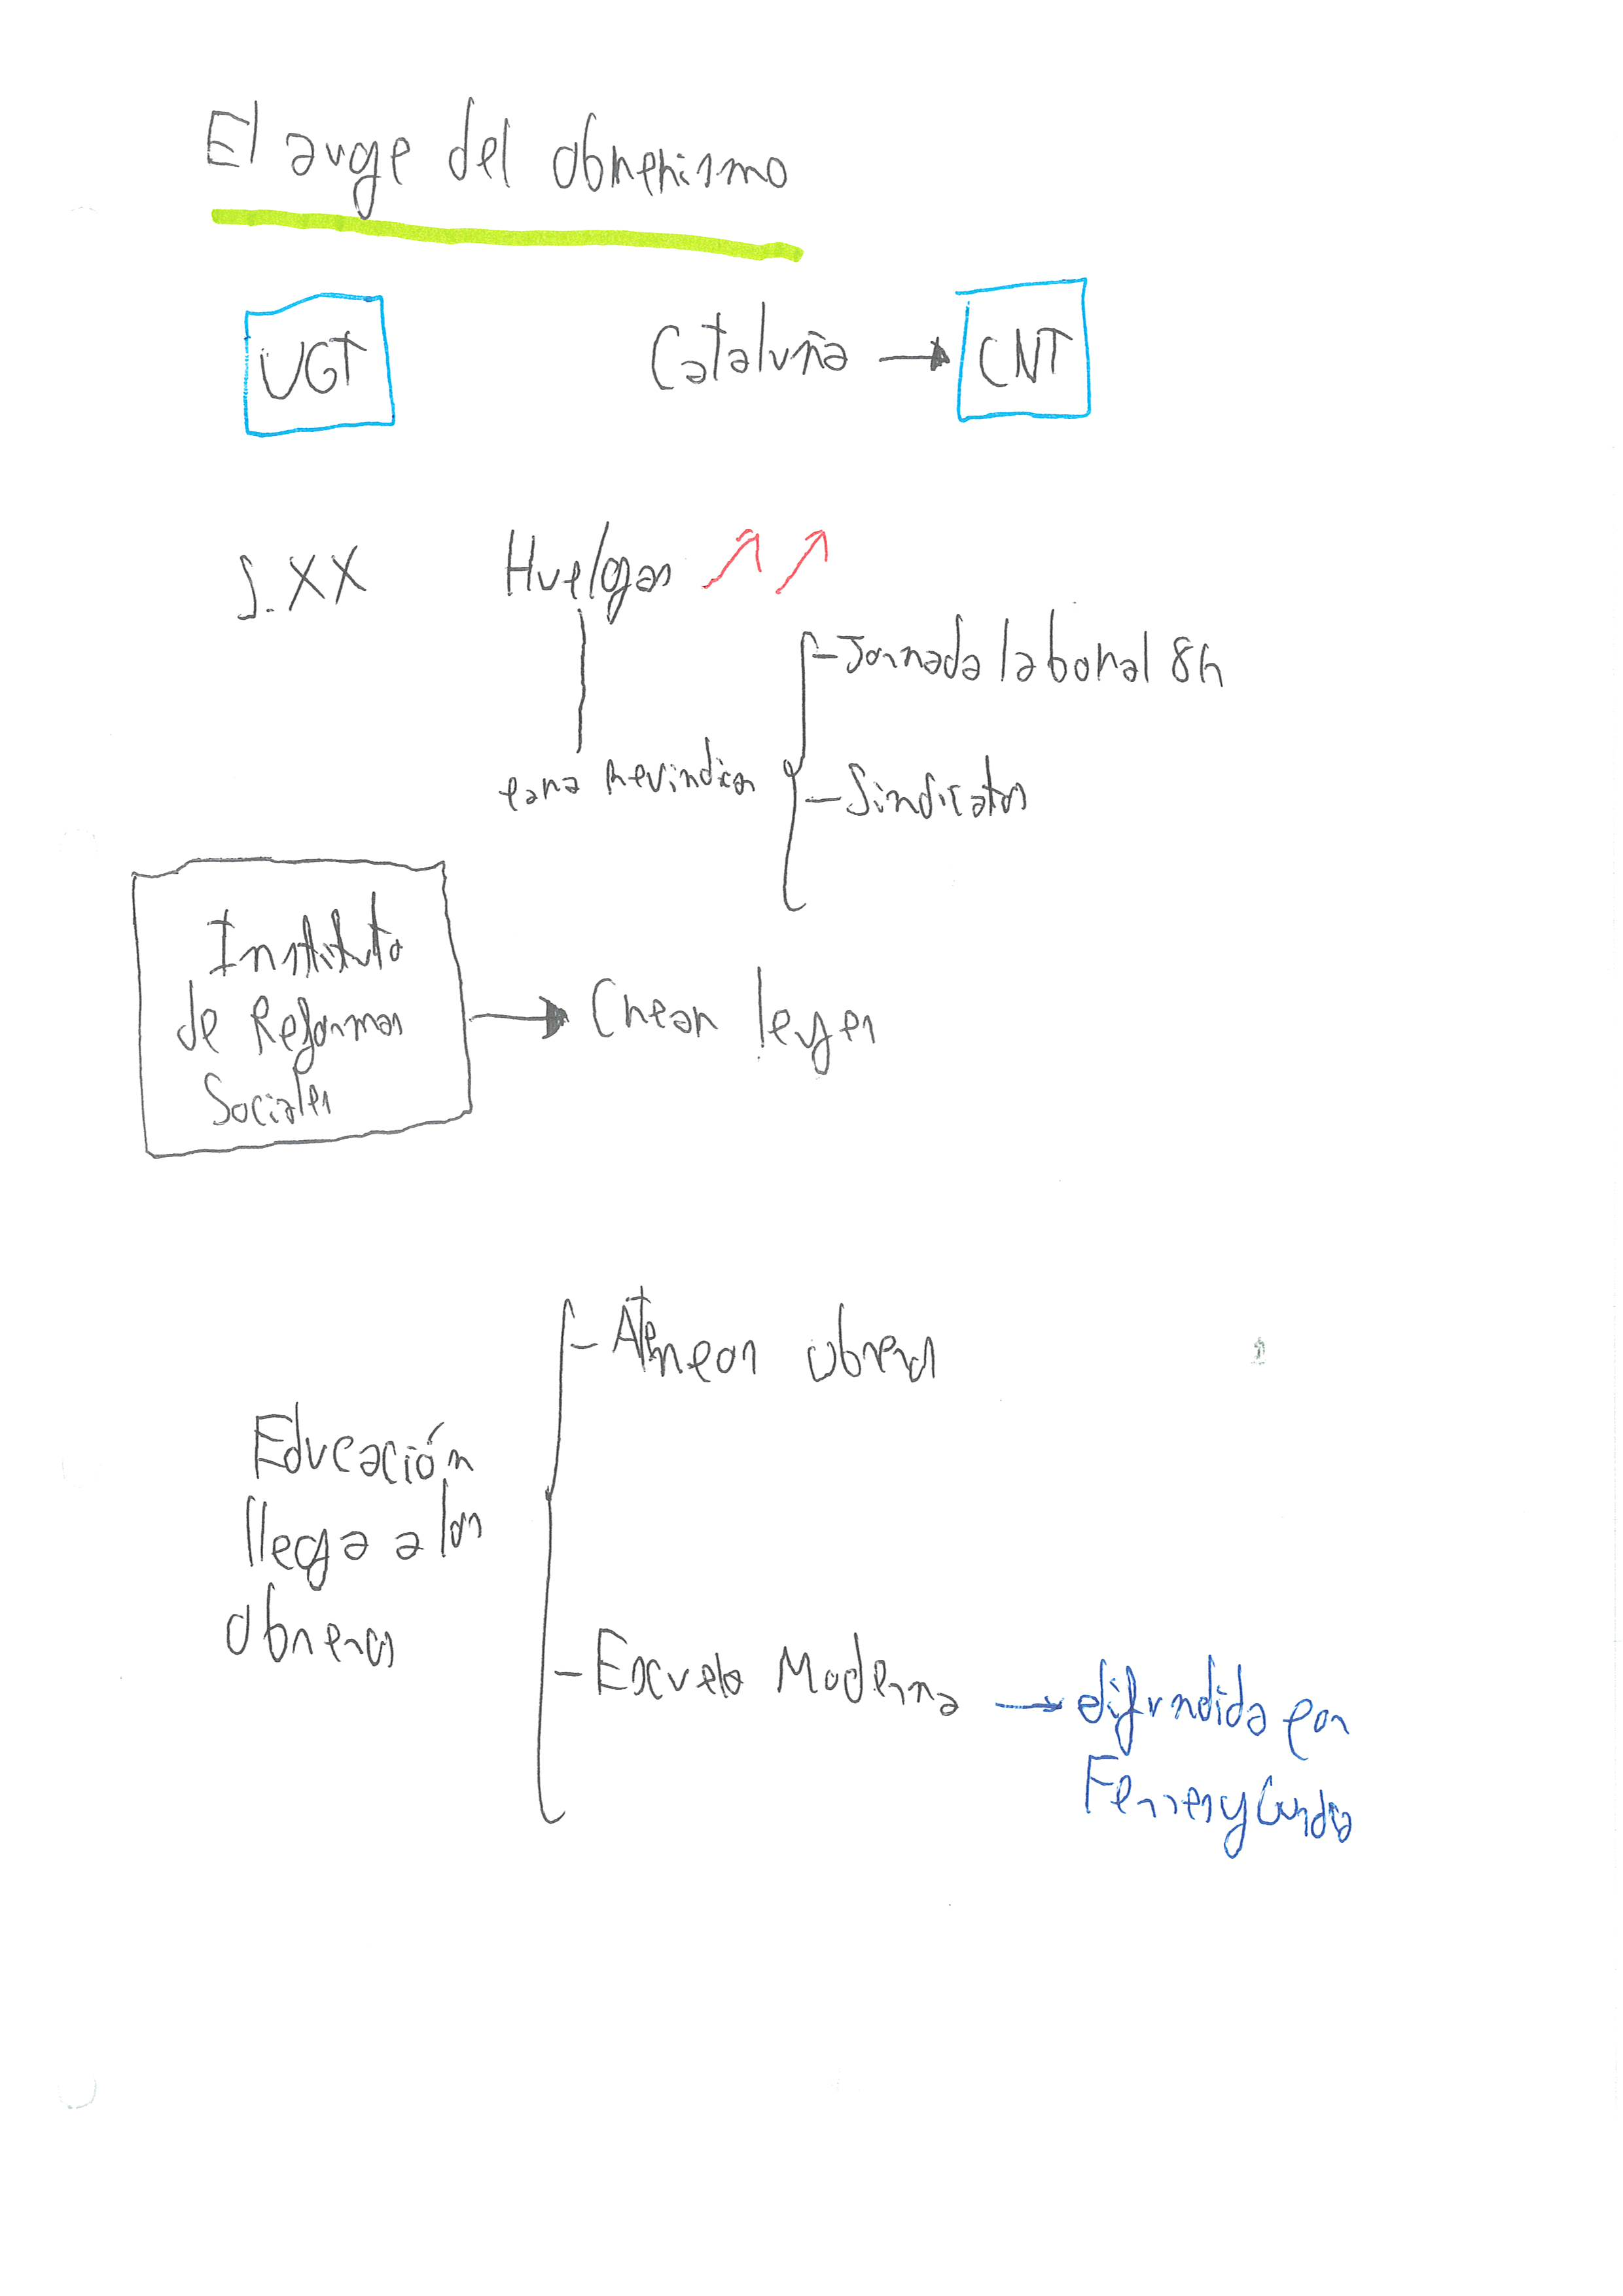 El auge del obrerismo
UGT
Cataluña → CNT
S.XX
Huelgas ↗ ↗
para revindicar
- Jornada laboral 8h
- Sindicatos
Instituto
de Reformas
Sociales
→ Crean leyes
Educación
llega a los
obreros
- Ateneos obreros
- Escuela Moderna → difundida por
Ferrer y Guardia